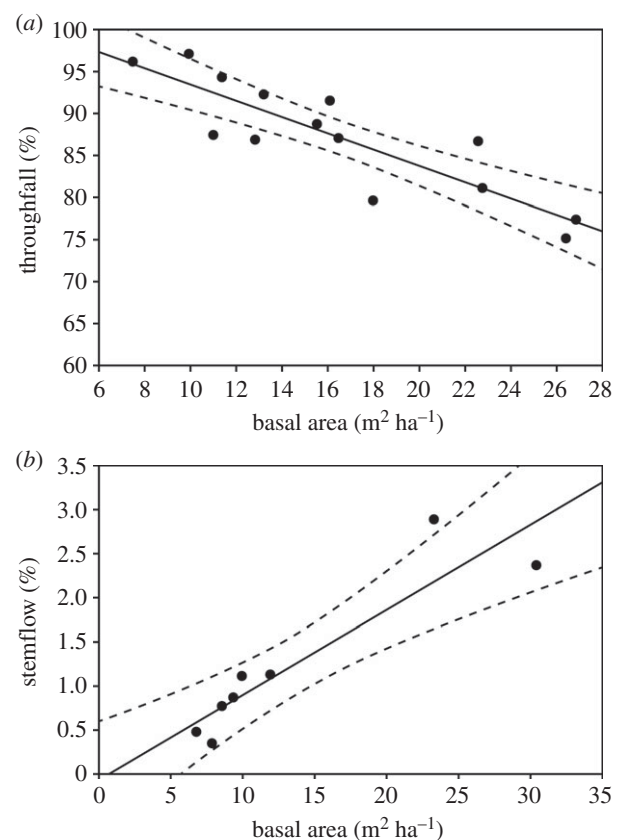 (a)
100
95
90
85
80
75
70
65
60
throughfall (%)
6 8 10 12 14 16 18 20 22 24 26 28
basal area (m² ha⁻¹)
(b)
3.5
3.0
2.5
2.0
1.5
1.0
0.5
0
stemflow (%)
0 5 10 15 20 25 30 35
basal area (m² ha⁻¹)